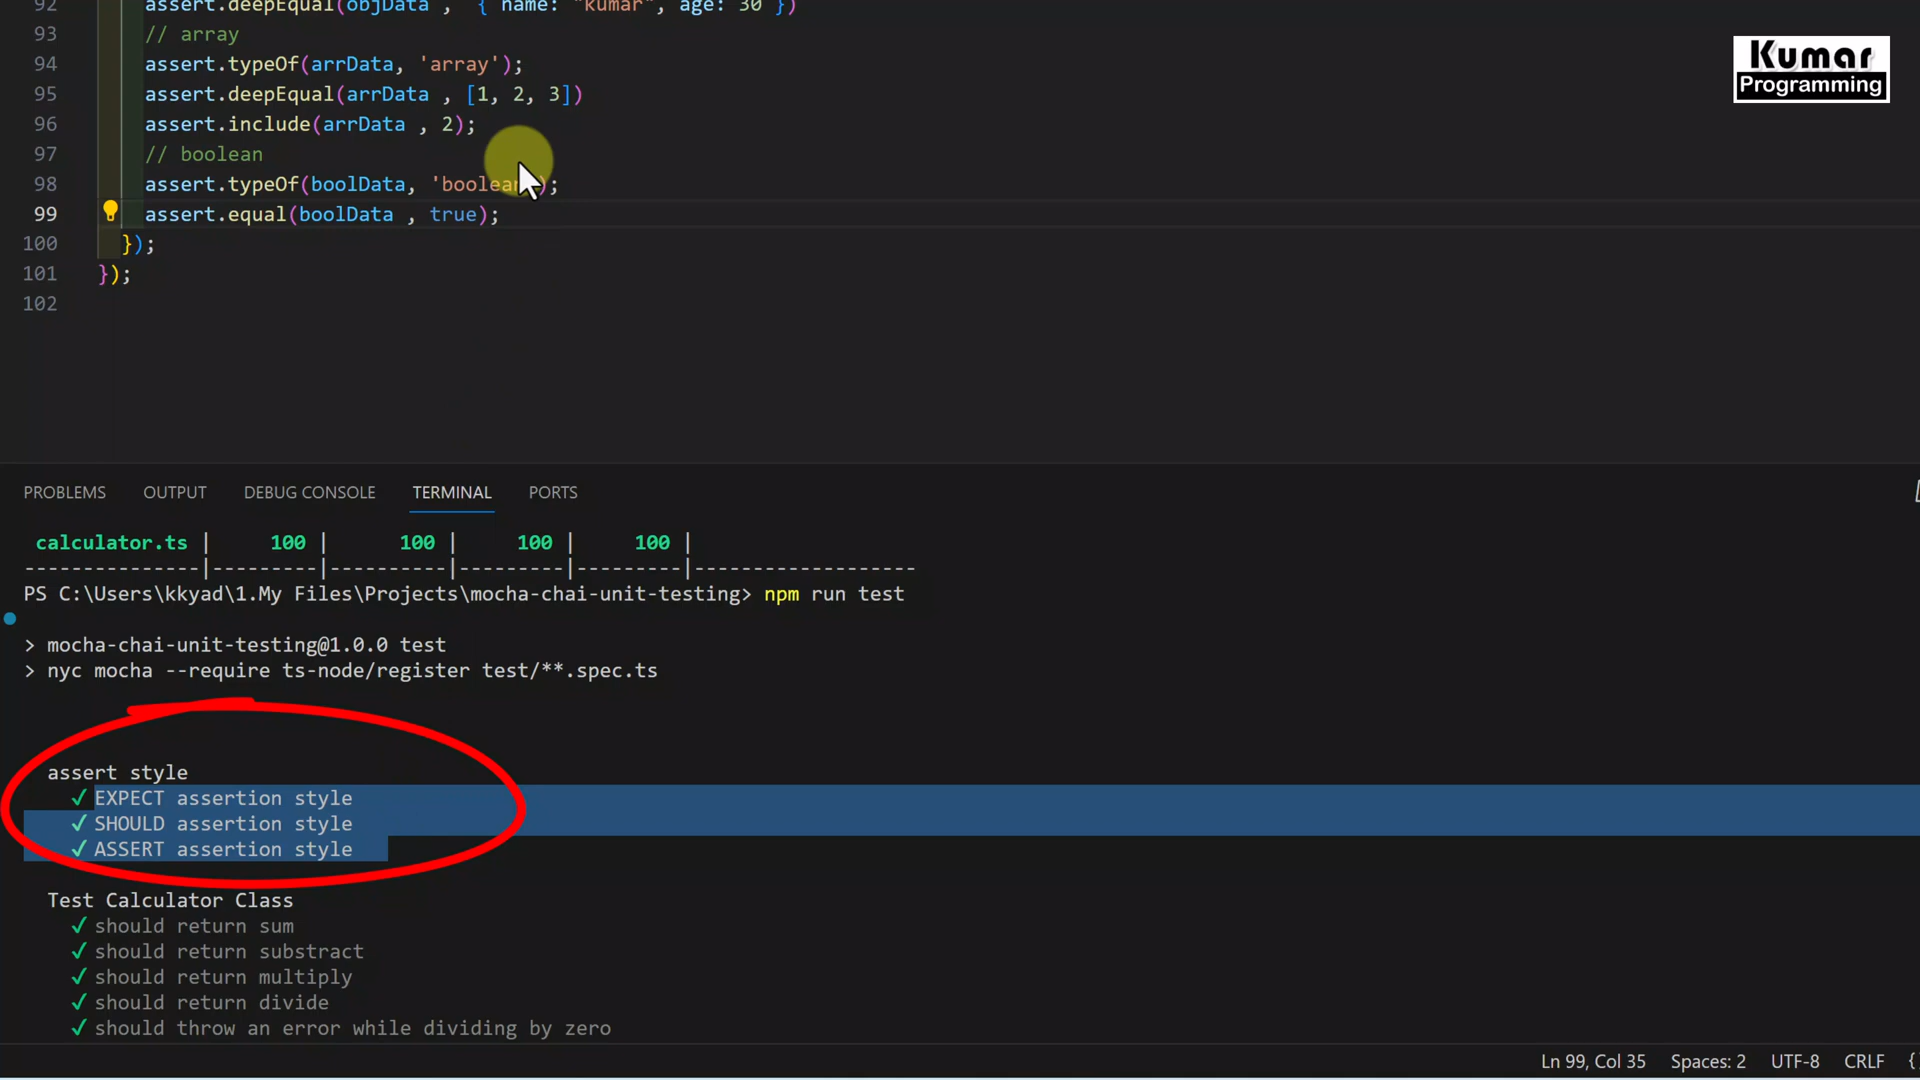 92 assert.deepEqual(objData , { name: "kumar", age: 30 })
93 // array
94 assert.typeOf(arrData, 'array');
95 assert.deepEqual(arrData , [1, 2, 3])
96 assert.include(arrData , 2);
97 // boolean
98 assert.typeOf(boolData, 'boolean');
99 assert.equal(boolData , true);
100 });
101 });
102
Kumar
Programming
PROBLEMS OUTPUT DEBUG CONSOLE TERMINAL PORTS
calculator.ts | 100 | 100 | 100 | 100 |
---------------|---------|----------|---------|---------|-------------------
PS C:\Users\kkyad\1.My Files\Projects\mocha-chai-unit-testing> npm run test
> mocha-chai-unit-testing@1.0.0 test
> nyc mocha --require ts-node/register test/**.spec.ts
assert style
✓ EXPECT assertion style
✓ SHOULD assertion style
✓ ASSERT assertion style
Test Calculator Class
✓ should return sum
✓ should return substract
✓ should return multiply
✓ should return divide
✓ should throw an error while dividing by zero
Ln 99, Col 35 Spaces: 2 UTF-8 CRLF {